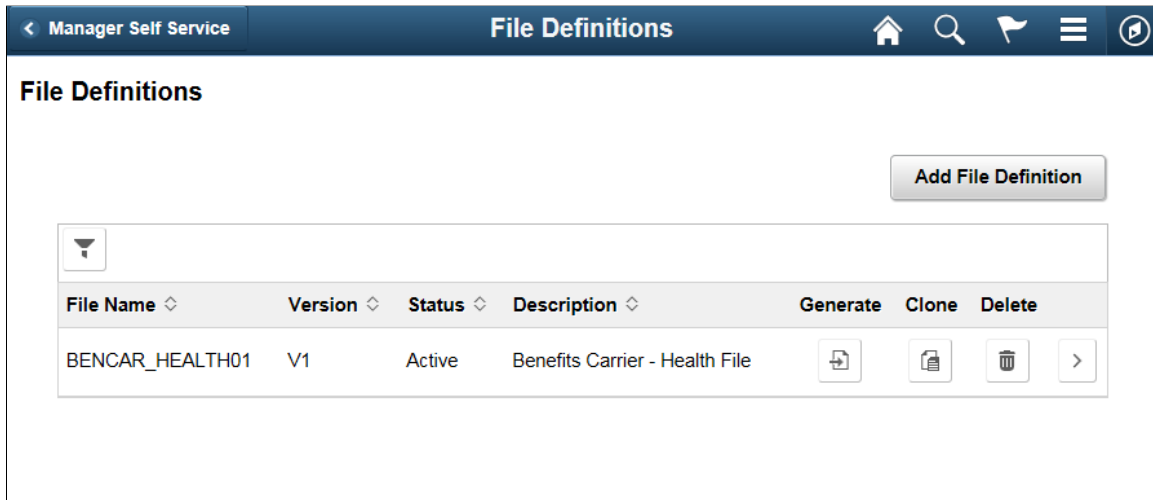 Manager Self Service File Definitions
File Definitions
Add File Definition
File Name Version Status Description Generate Clone Delete
BENCAR_HEALTH01 V1 Active Benefits Carrier - Health File